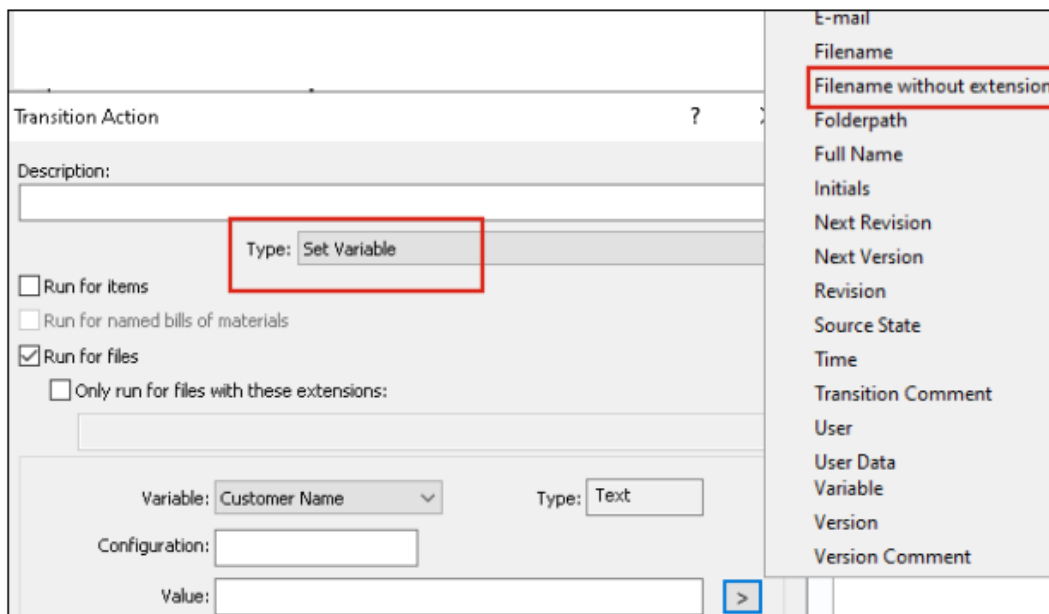 Transition Action
?
Description:
Type: Set Variable
Run for items
Run for named bills of materials
Run for files
Only run for files with these extensions:
Variable: Customer Name
Type: Text
Configuration:
Value:
>
E-mail
Filename
Filename without extension
Folderpath
Full Name
Initials
Next Revision
Next Version
Revision
Source State
Time
Transition Comment
User
User Data
Variable
Version
Version Comment